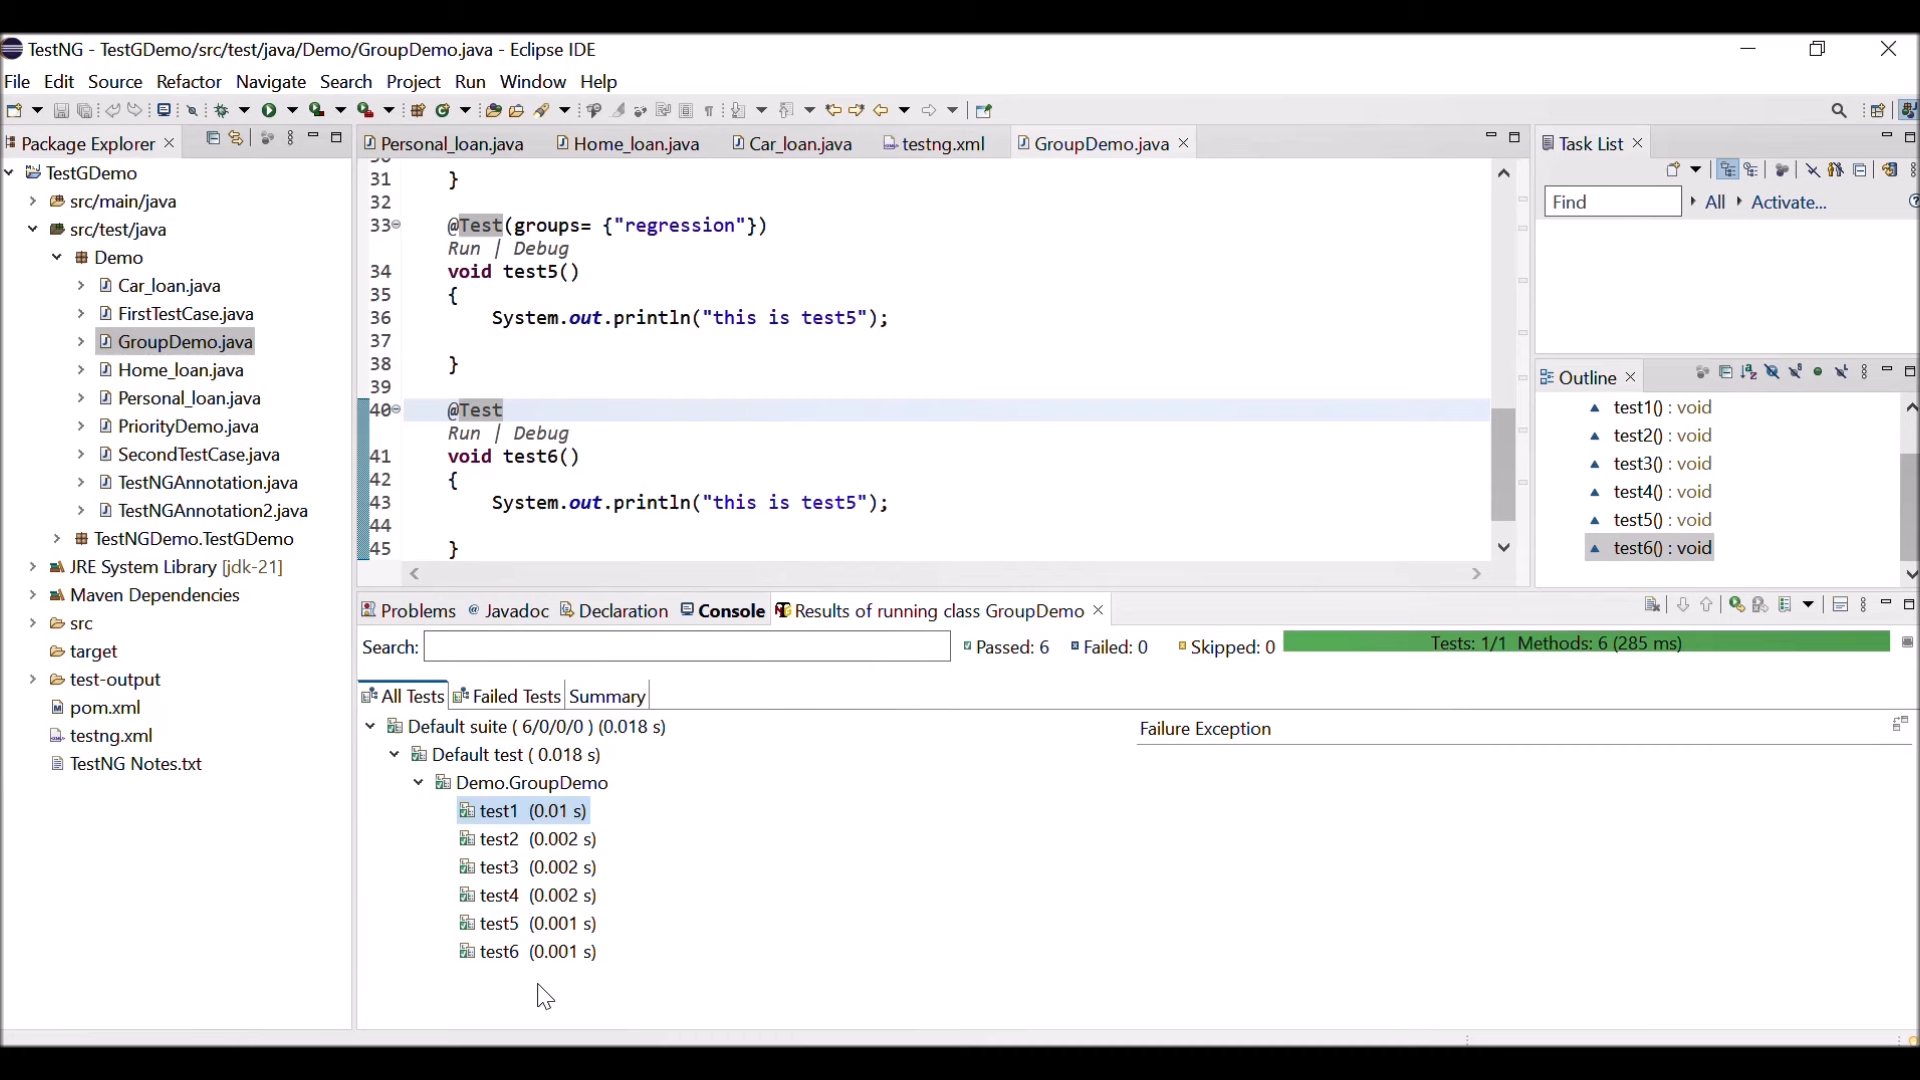 TestNG - TestGDemo/src/test/java/Demo/GroupDemo.java - Eclipse IDE
File Edit Source Refactor Navigate Search Project Run Window Help
Package Explorer
TestGDemo
src/main/java
src/test/java
Demo
Car_loan.java
FirstTestCase.java
GroupDemo.java
Home_loan.java
Personal_loan.java
PriorityDemo.java
SecondTestCase.java
TestNGAnnotation.java
TestNGAnnotation2.java
TestNGDemo.TestGDemo
JRE System Library [jdk-21]
Maven Dependencies
src
target
test-output
pom.xml
testng.xml
TestNG Notes.txt
Personal_loan.java Home_loan.java Car_loan.java testng.xml GroupDemo.java
31 }
32
33 @Test(groups= {"regression"})
Run | Debug
34 void test5()
35 {
36 System.out.println("this is test5");
37
38 }
39
40 @Test
Run | Debug
41 void test6()
42 {
43 System.out.println("this is test5");
44
45 }
Task List
Find All Activate...
Outline
test1() : void
test2() : void
test3() : void
test4() : void
test5() : void
test6() : void
Problems Javadoc Declaration Console Results of running class GroupDemo
Search: Passed: 6 Failed: 0 Skipped: 0 Tests: 1/1 Methods: 6 (285 ms)
All Tests Failed Tests Summary
Default suite ( 6/0/0/0 ) (0.018 s)
Default test ( 0.018 s)
Demo.GroupDemo
test1 (0.01 s)
test2 (0.002 s)
test3 (0.002 s)
test4 (0.002 s)
test5 (0.001 s)
test6 (0.001 s)
Failure Exception